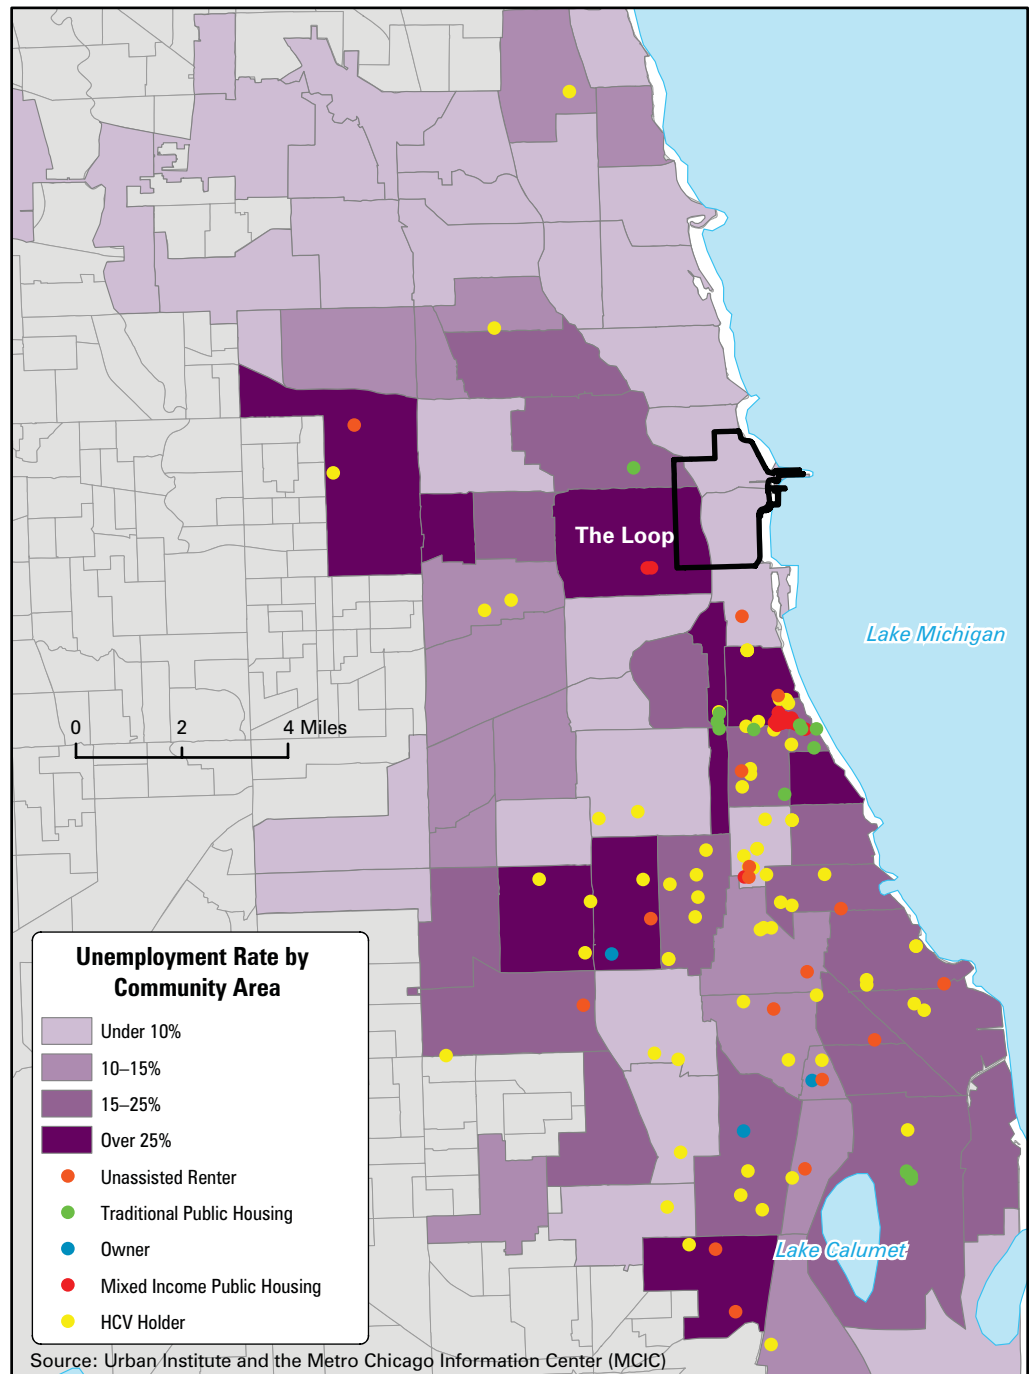 The Loop
Lake Michigan
0 2 4 Miles
Unemployment Rate by
Community Area
Under 10%
10–15%
15–25%
Over 25%
Unassisted Renter
Traditional Public Housing
Owner
Mixed Income Public Housing
HCV Holder
Lake Calumet
Source: Urban Institute and the Metro Chicago Information Center (MCIC)